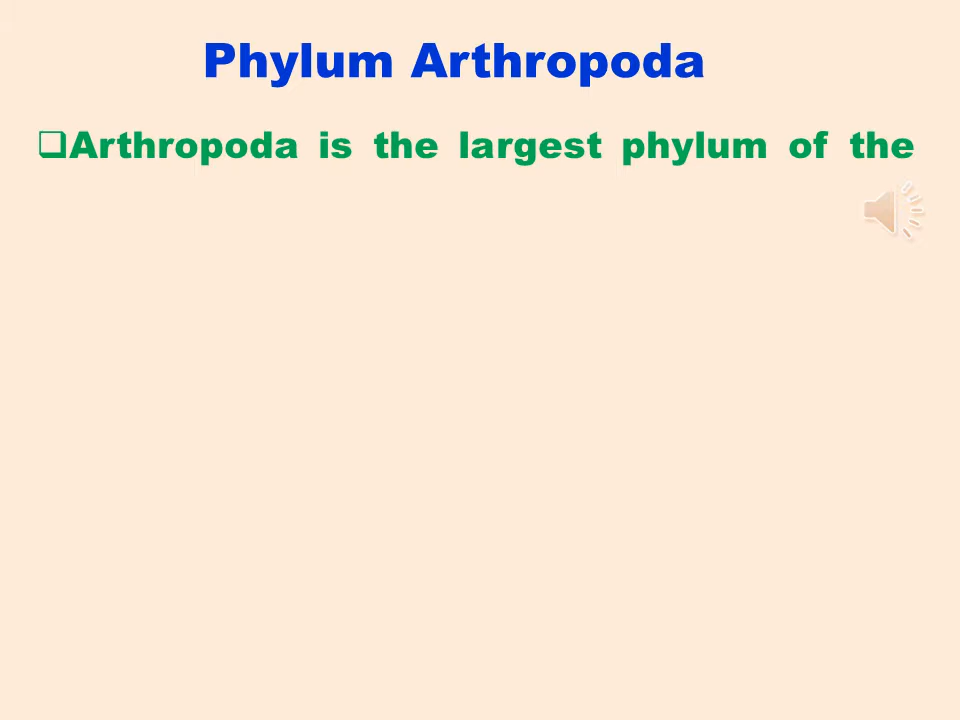 Phylum Arthropoda
❑Arthropoda is the largest phylum of the